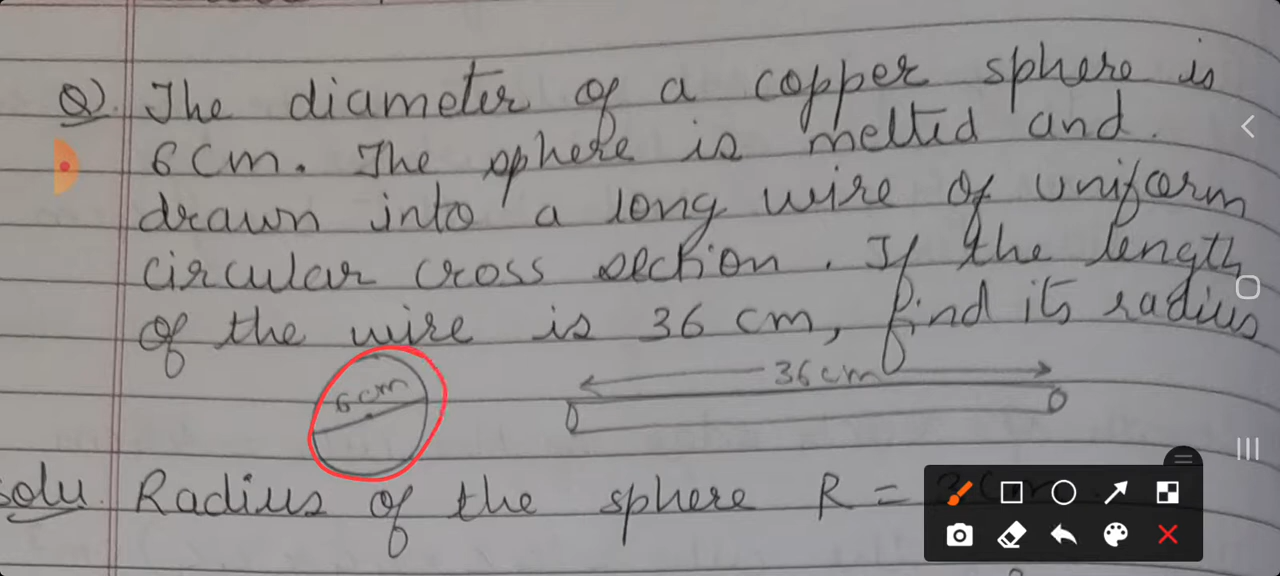 Q). The diameter of a copper sphere is
6 cm. The sphere is melted and
drawn into a long wire of uniform
circular cross section. If the length
of the wire is 36 cm, find its radius
6 cm
36 cm
Solu. Radius of the sphere R = 3 cm.